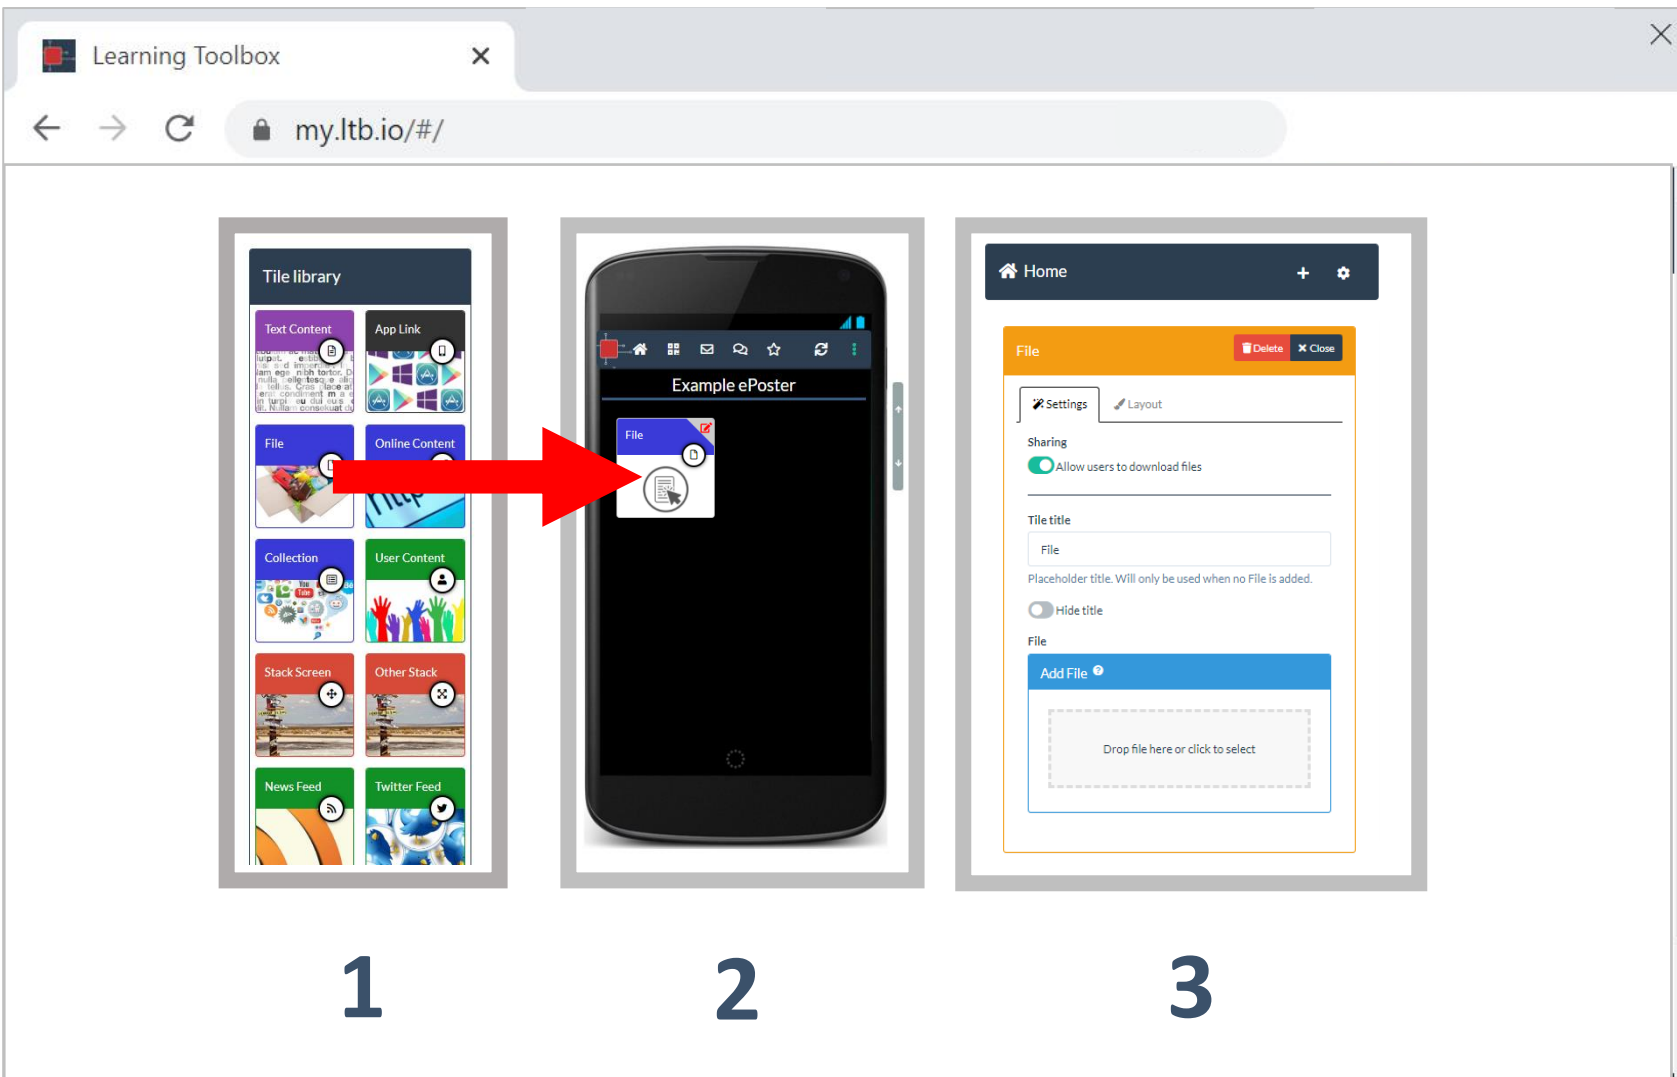 Learning Toolbox
my.ltb.io/#/
Tile library
Text Content
App Link
File
Online Content
Collection
User Content
Stack Screen
Other Stack
News Feed
Twitter Feed
Example ePoster
File
Home
File
Delete
Close
Settings
Layout
Sharing
Allow users to download files
Tile title
File
Placeholder title. Will only be used when no File is added.
Hide title
File
Add File
Drop file here or click to select
1
2
3